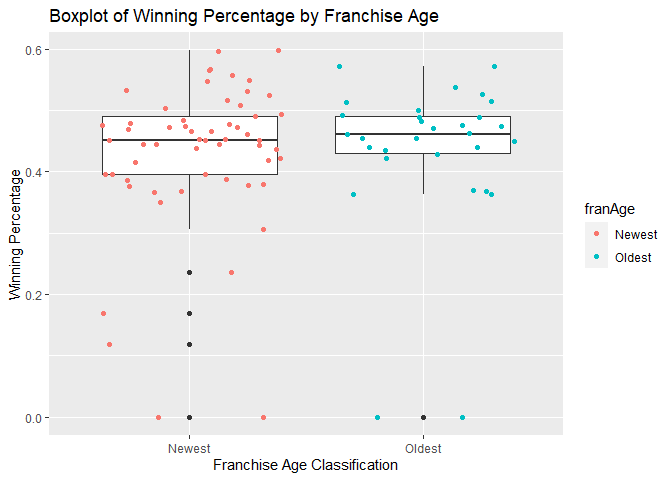 Boxplot of Winning Percentage by Franchise Age
0.6
0.4
0.2
0.0
Winning Percentage
Newest
Oldest
Franchise Age Classification
franAge
Newest
Oldest